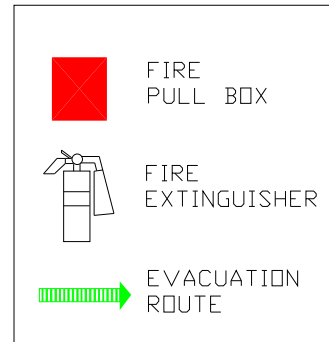 FIRE
PULL BOX
FIRE
EXTINGUISHER
EVACUATION
ROUTE